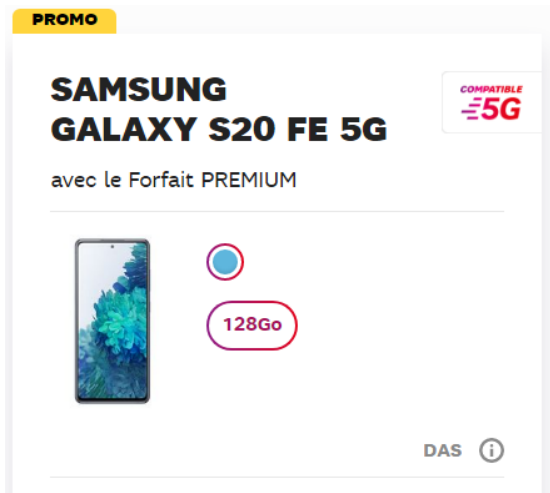 PROMO
SAMSUNG
GALAXY S20 FE 5G
COMPATIBLE
5G
avec le Forfait PREMIUM
128Go
DAS